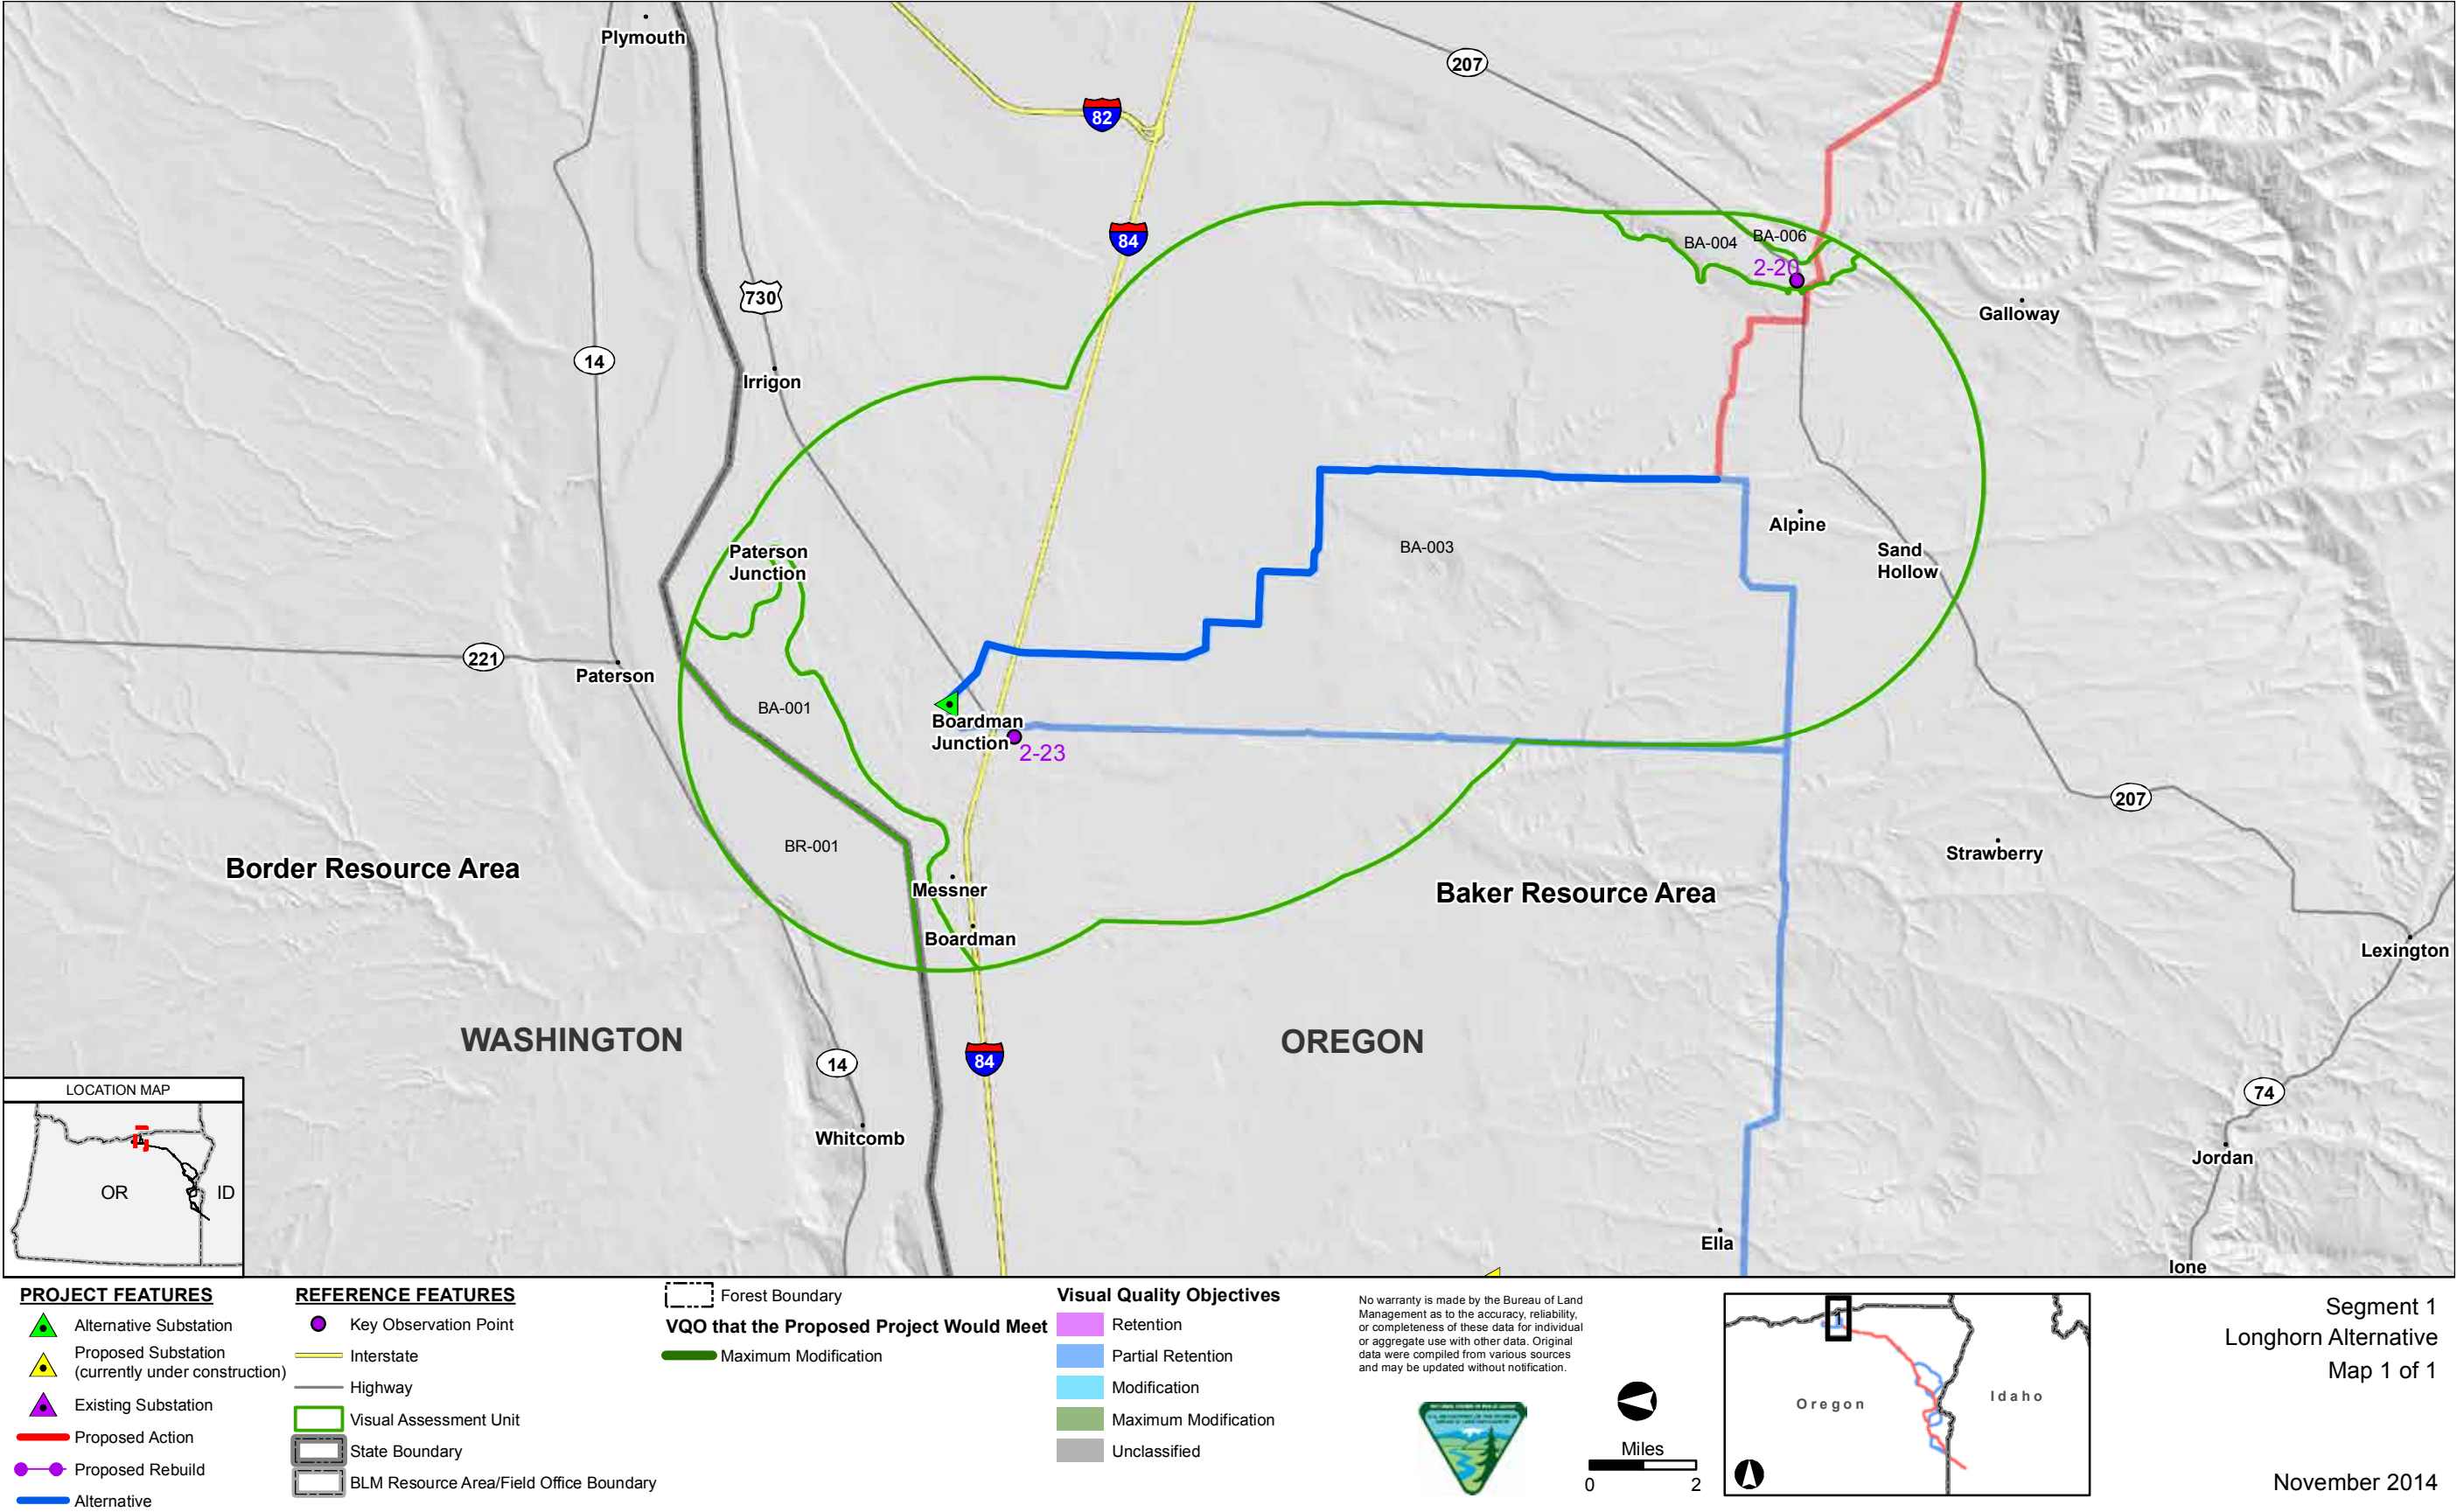 Plymouth
207
82
84
BA-004
BA-006
2-20
730
Galloway
14
Irrigon
Alpine
BA-003
Paterson
Junction
Sand
Hollow
221
Paterson
BA-001
Boardman
Junction
2-23
207
BR-001
Strawberry
Border Resource Area
Messner
Baker Resource Area
Boardman
Lexington
WASHINGTON
OREGON
84
14
74
Whitcomb
Jordan
Ella
Ione
LOCATION MAP
OR
ID
PROJECT FEATURES
Alternative Substation
Proposed Substation
(currently under construction)
Existing Substation
Proposed Action
Proposed Rebuild
Alternative
REFERENCE FEATURES
Key Observation Point
Interstate
Highway
Visual Assessment Unit
State Boundary
BLM Resource Area/Field Office Boundary
Forest Boundary
VQO that the Proposed Project Would Meet
Maximum Modification
Visual Quality Objectives
Retention
Partial Retention
Modification
Maximum Modification
Unclassified
No warranty is made by the Bureau of Land
Management as to the accuracy, reliability,
or completeness of these data for individual
or aggregate use with other data. Original
data were compiled from various sources
and may be updated without notification.
Miles
0 2
1
Oregon
Idaho
Segment 1
Longhorn Alternative
Map 1 of 1
November 2014